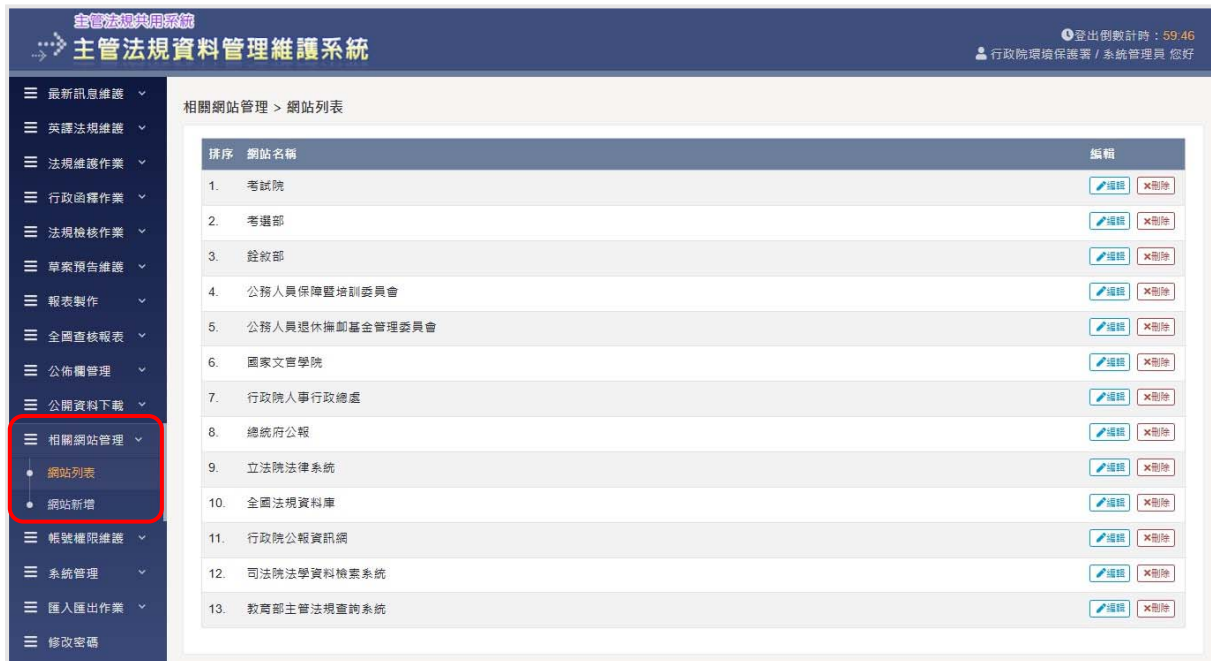 主管法規共用系統
主管法規資料管理維護系統
登出倒數計時：59:46
行政院環境保護署 / 系統管理員 您好
最新訊息維護
英譯法規維護
法規維護作業
行政函釋作業
法規檢核作業
草案預告維護
報表製作
全國查核報表
公佈欄管理
公開資料下載
相關網站管理
網站列表
網站新增
帳號權限維護
系統管理
匯入匯出作業
修改密碼
相關網站管理 > 網站列表
排序 網站名稱 編輯
1. 考試院 編輯 刪除
2. 考選部 編輯 刪除
3. 銓敘部 編輯 刪除
4. 公務人員保障暨培訓委員會 編輯 刪除
5. 公務人員退休撫卹基金管理委員會 編輯 刪除
6. 國家文官學院 編輯 刪除
7. 行政院人事行政總處 編輯 刪除
8. 總統府公報 編輯 刪除
9. 立法院法律系統 編輯 刪除
10. 全國法規資料庫 編輯 刪除
11. 行政院公報資訊網 編輯 刪除
12. 司法院法學資料檢索系統 編輯 刪除
13. 教育部主管法規查詢系統 編輯 刪除